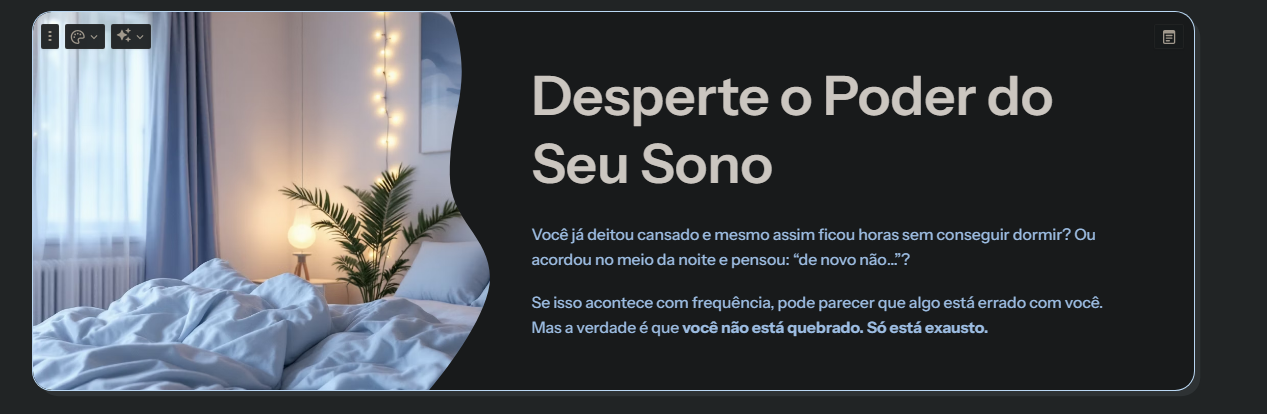 Desperte o Poder do
Seu Sono
Você já deitou cansado e mesmo assim ficou horas sem conseguir dormir? Ou
acordou no meio da noite e pensou: “de novo não...”?
Se isso acontece com frequência, pode parecer que algo está errado com você.
Mas a verdade é que você não está quebrado. Só está exausto.